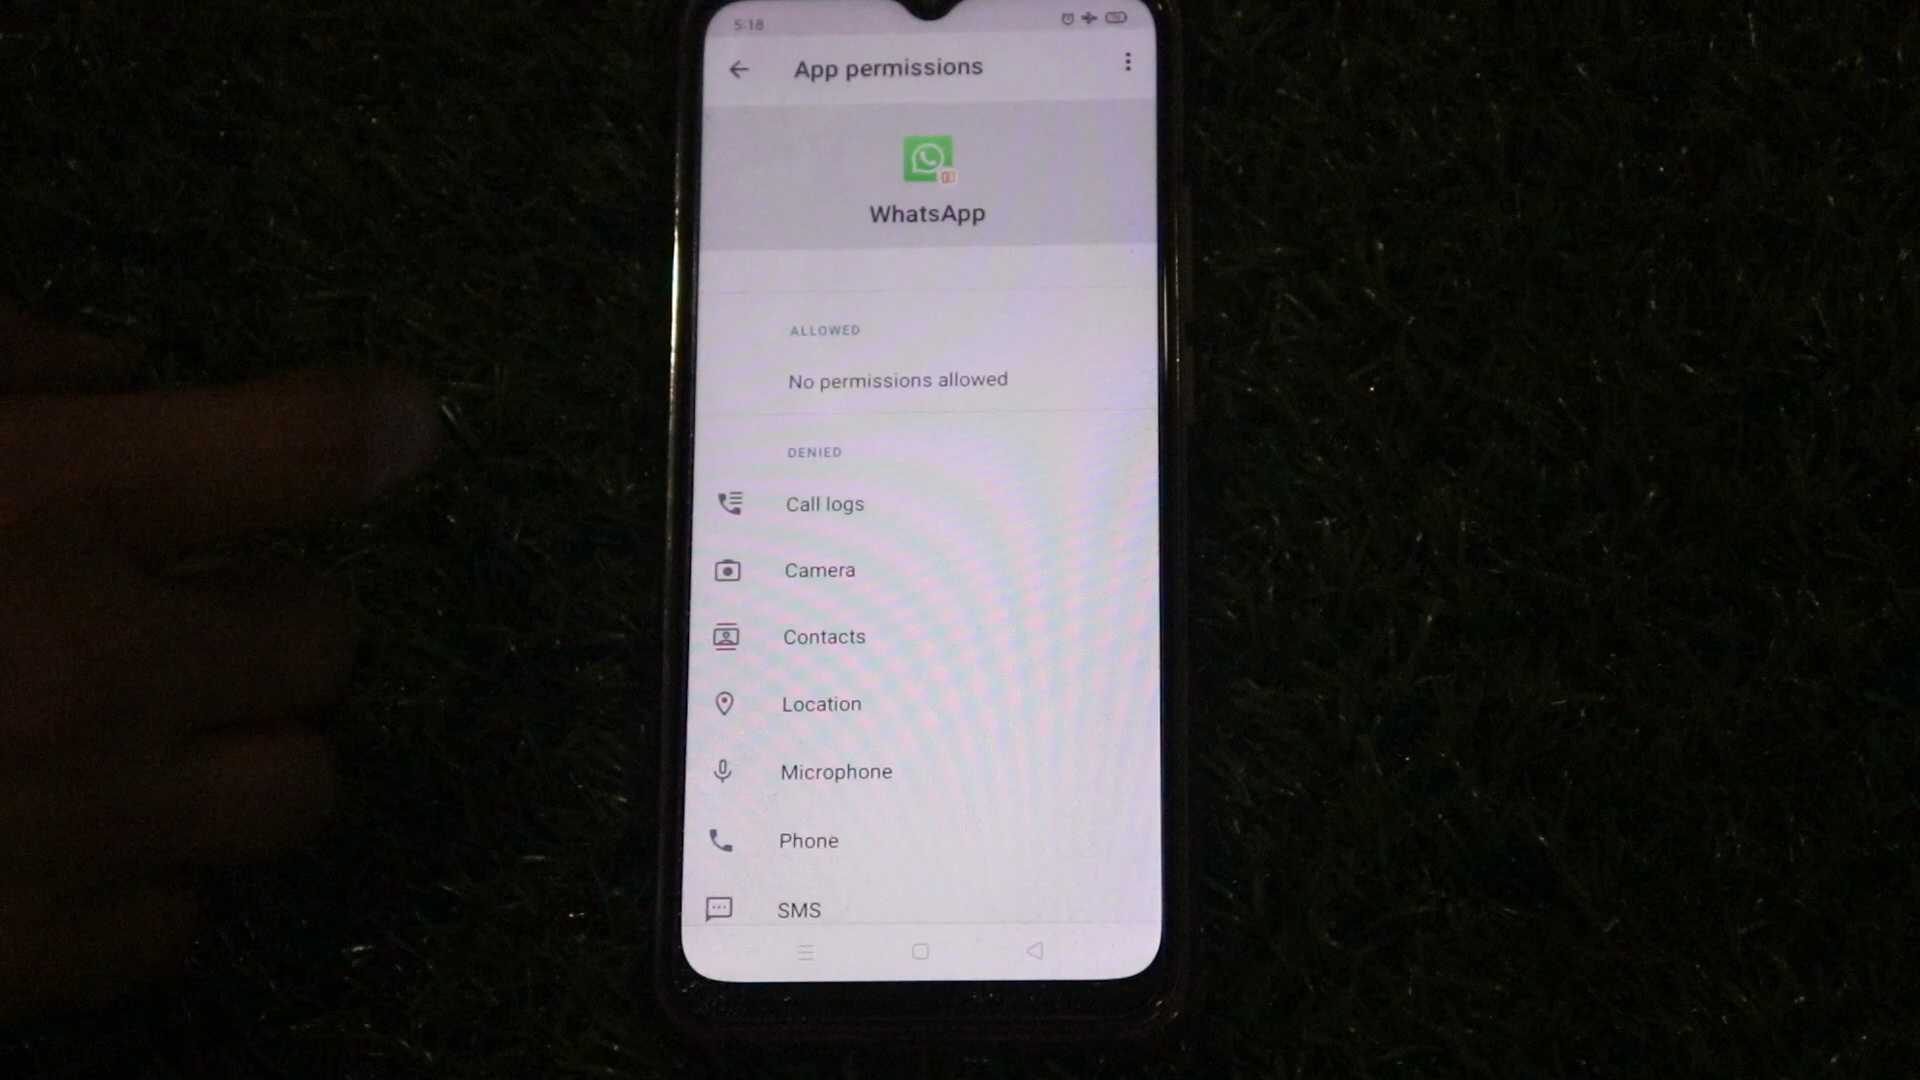 5:18
App permissions
WhatsApp
ALLOWED
No permissions allowed
DENIED
Call logs
Camera
Contacts
Location
Microphone
Phone
SMS